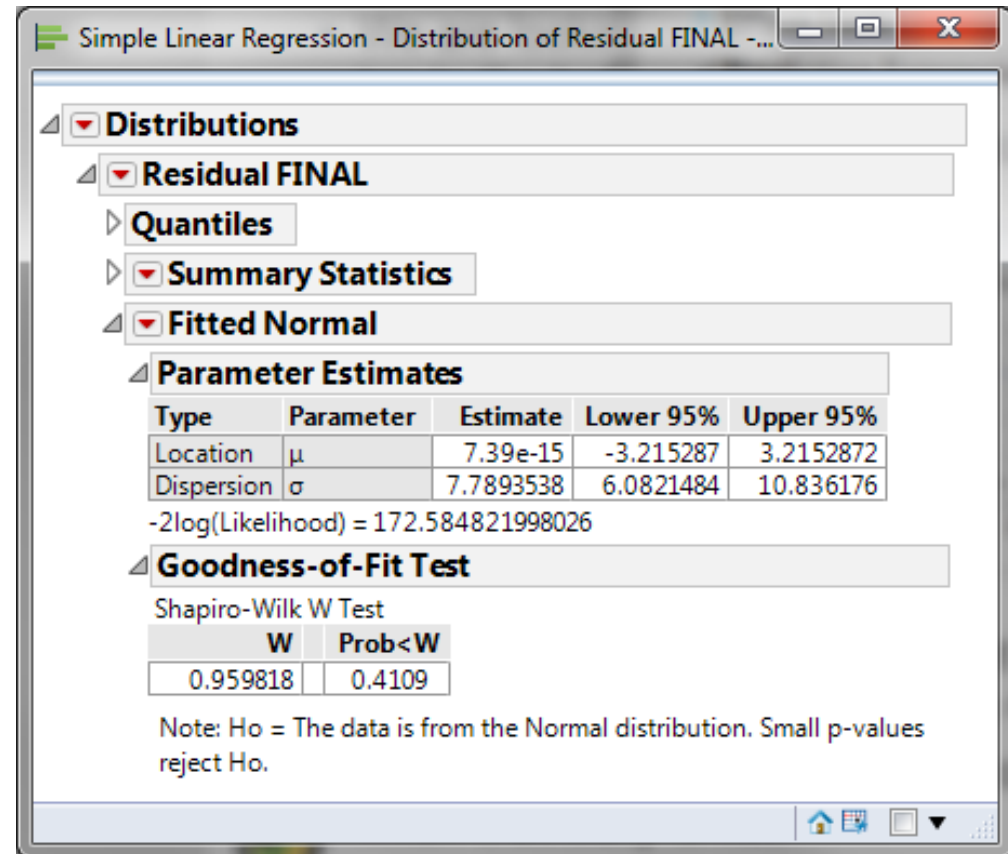 Simple Linear Regression - Distribution of Residual FINAL -...
Distributions
Residual FINAL
Quantiles
Summary Statistics
Fitted Normal
Parameter Estimates
Type Parameter Estimate Lower 95% Upper 95%
Location μ 7.39e-15 -3.215287 3.2152872
Dispersion σ 7.7893538 6.0821484 10.836176
-2log(Likelihood) = 172.584821998026
Goodness-of-Fit Test
Shapiro-Wilk W Test
W Prob<W
0.959818 0.4109
Note: Ho = The data is from the Normal distribution. Small p-values
reject Ho.